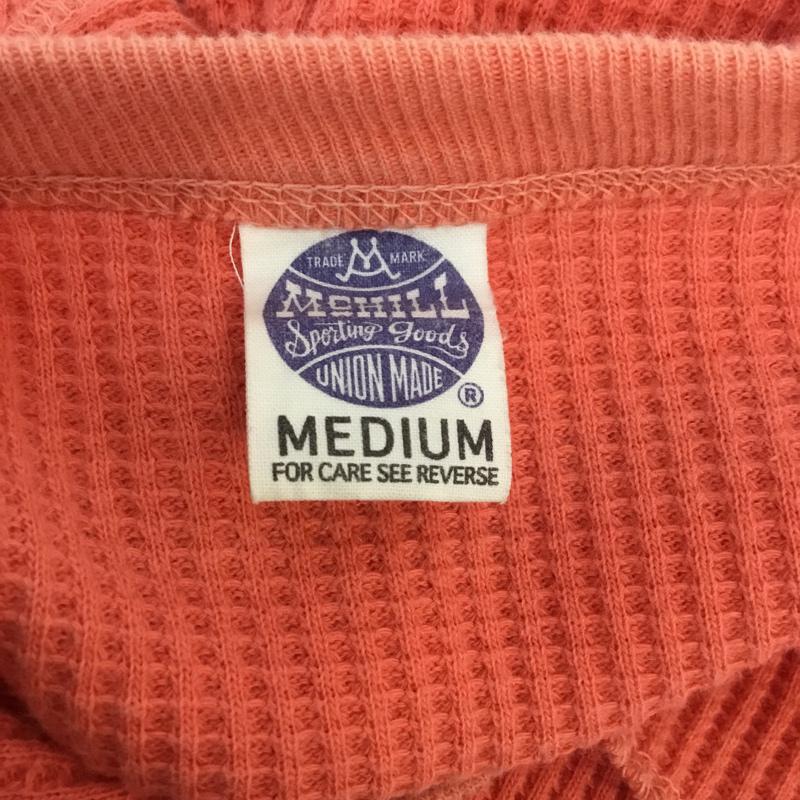 TRADE M MARK
McHILL
Sporting Goods
UNION MADE
®
MEDIUM
FOR CARE SEE REVERSE